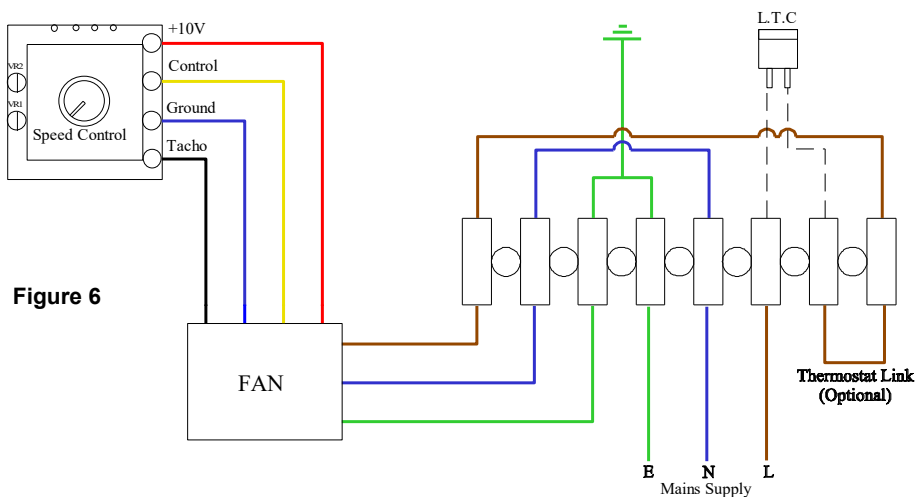 +10V
L.T.C
Control
VR2
VR1
Ground
Speed Control
Tacho
Figure 6
FAN
Thermostat Link
(Optional)
E N L
Mains Supply